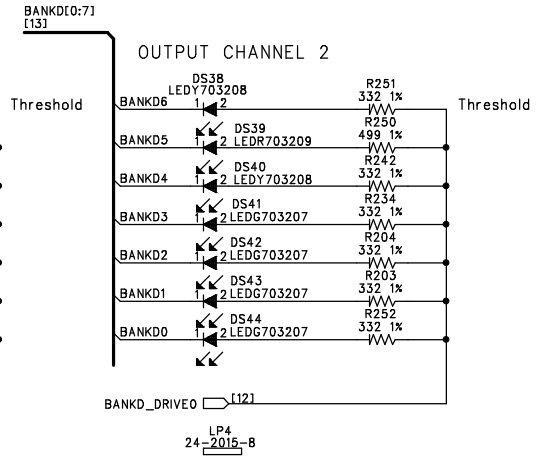 BANKD[0:7]
[13]
OUTPUT CHANNEL 2
DS38
LEDY703208
R251
332 1%
Threshold
BANKD6
1
2
Threshold
R250
499 1%
DS39
BANKD5
1
2
LEDR703209
R242
332 1%
DS40
BANKD4
1
2
LEDY703208
R234
332 1%
DS41
BANKD3
1
2
LEDG703207
R204
332 1%
DS42
BANKD2
1
2
LEDG703207
R203
332 1%
DS43
BANKD1
1
2
LEDG703207
R252
332 1%
DS44
BANKD0
1
2
LEDG703207
BANKD_DRIVE0
[12]
LP4
24-2015-8